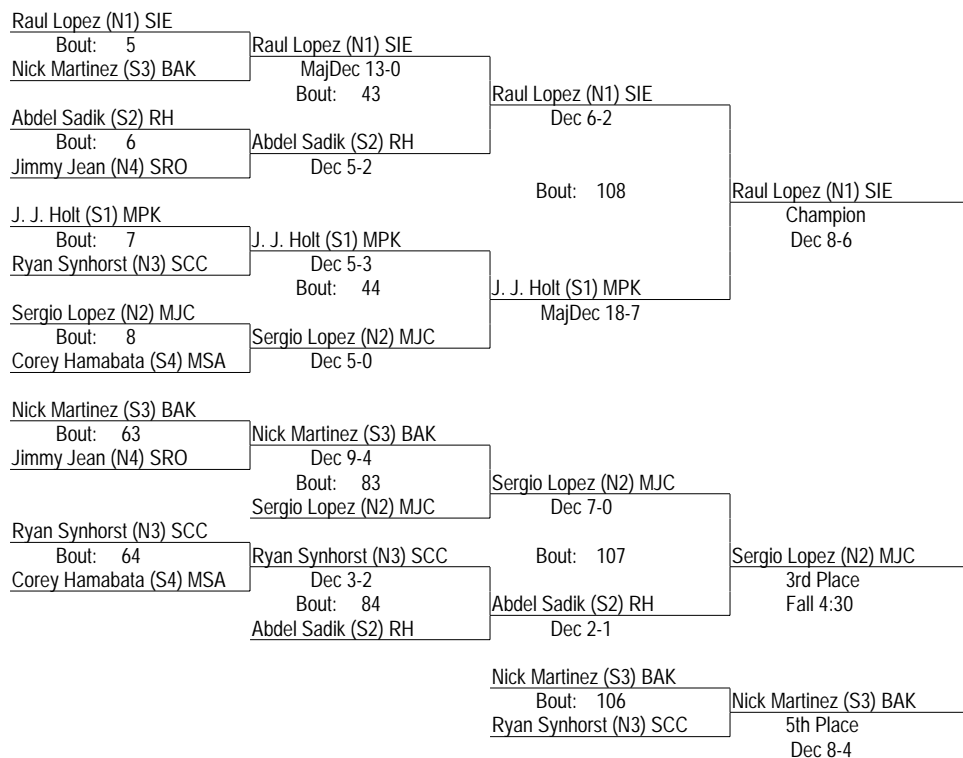 Raul Lopez (N1) SIE
Bout: 5
Nick Martinez (S3) BAK
Raul Lopez (N1) SIE
MajDec 13-0
Bout: 43
Abdel Sadik (S2) RH
Bout: 6
Jimmy Jean (N4) SRO
Abdel Sadik (S2) RH
Dec 5-2
Raul Lopez (N1) SIE
Dec 6-2
Bout: 108
J. J. Holt (S1) MPK
Bout: 7
Ryan Synhorst (N3) SCC
J. J. Holt (S1) MPK
Dec 5-3
Bout: 44
Sergio Lopez (N2) MJC
Bout: 8
Corey Hamabata (S4) MSA
Sergio Lopez (N2) MJC
Dec 5-0
J. J. Holt (S1) MPK
MajDec 18-7
Raul Lopez (N1) SIE
Champion
Dec 8-6
Nick Martinez (S3) BAK
Bout: 63
Jimmy Jean (N4) SRO
Nick Martinez (S3) BAK
Dec 9-4
Bout: 83
Sergio Lopez (N2) MJC
Sergio Lopez (N2) MJC
Dec 7-0
Bout: 107
Ryan Synhorst (N3) SCC
Bout: 64
Corey Hamabata (S4) MSA
Ryan Synhorst (N3) SCC
Dec 3-2
Bout: 84
Abdel Sadik (S2) RH
Abdel Sadik (S2) RH
Dec 2-1
Sergio Lopez (N2) MJC
3rd Place
Fall 4:30
Nick Martinez (S3) BAK
Bout: 106
Ryan Synhorst (N3) SCC
Nick Martinez (S3) BAK
5th Place
Dec 8-4